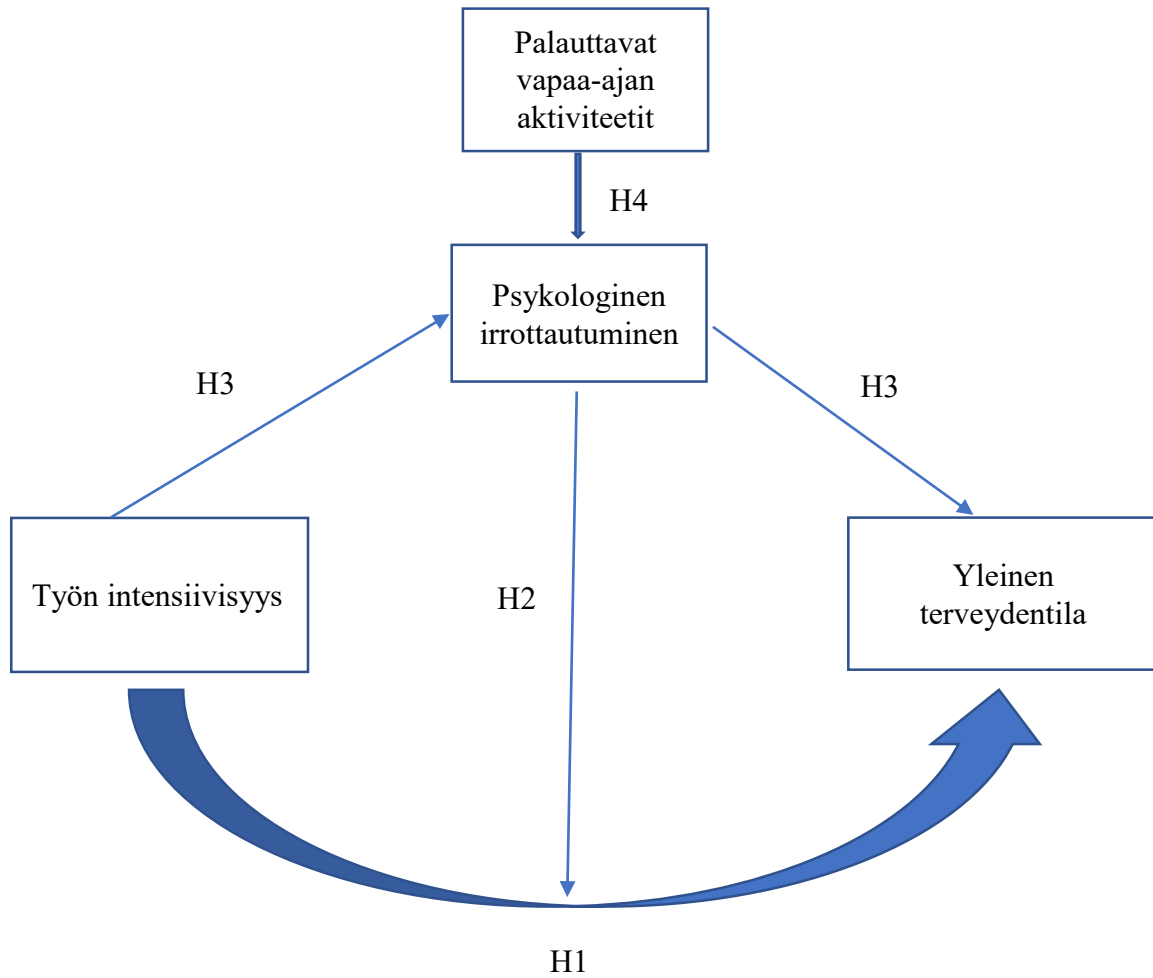 Palauttavat
vapaa-ajan
aktiviteetit
H4
Psykologinen
irrottautuminen
H3
H3
Työn intensiivisyys
H2
Yleinen
terveydentila
H1